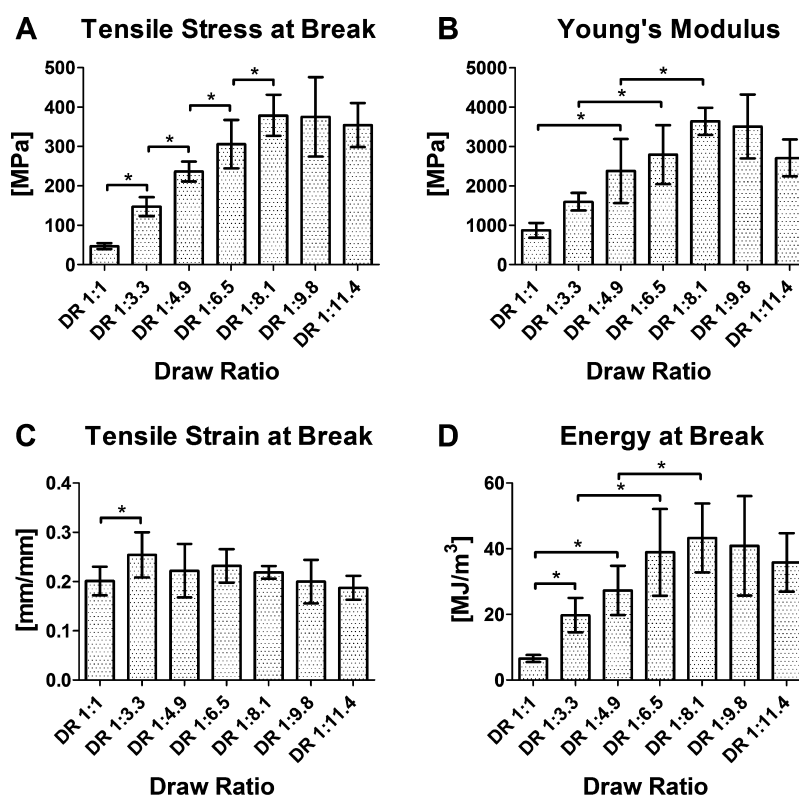 A Tensile Stress at Break
[MPa]
500
400
300
200
100
0
* * * *
DR 1:1 DR 1:3.3 DR 1:4.9 DR 1:6.5 DR 1:8.1 DR 1:9.8 DR 1:11.4
Draw Ratio
B Young's Modulus
[MPa]
5000
4000
3000
2000
1000
0
* * *
DR 1:1 DR 1:3.3 DR 1:4.9 DR 1:6.5 DR 1:8.1 DR 1:9.8 DR 1:11.4
Draw Ratio
C Tensile Strain at Break
[mm/mm]
0.4
0.3
0.2
0.1
0.0
*
DR 1:1 DR 1:3.3 DR 1:4.9 DR 1:6.5 DR 1:8.1 DR 1:9.8 DR 1:11.4
Draw Ratio
D Energy at Break
[MJ/m³]
60
40
20
0
* * * *
DR 1:1 DR 1:3.3 DR 1:4.9 DR 1:6.5 DR 1:8.1 DR 1:9.8 DR 1:11.4
Draw Ratio